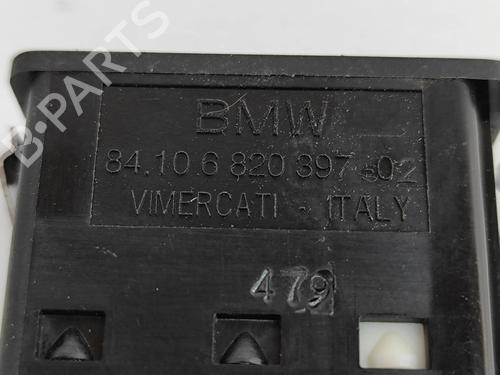 B-PARTS
BMW
84.10 6 820 397-02
VIMERCATI - ITALY
479